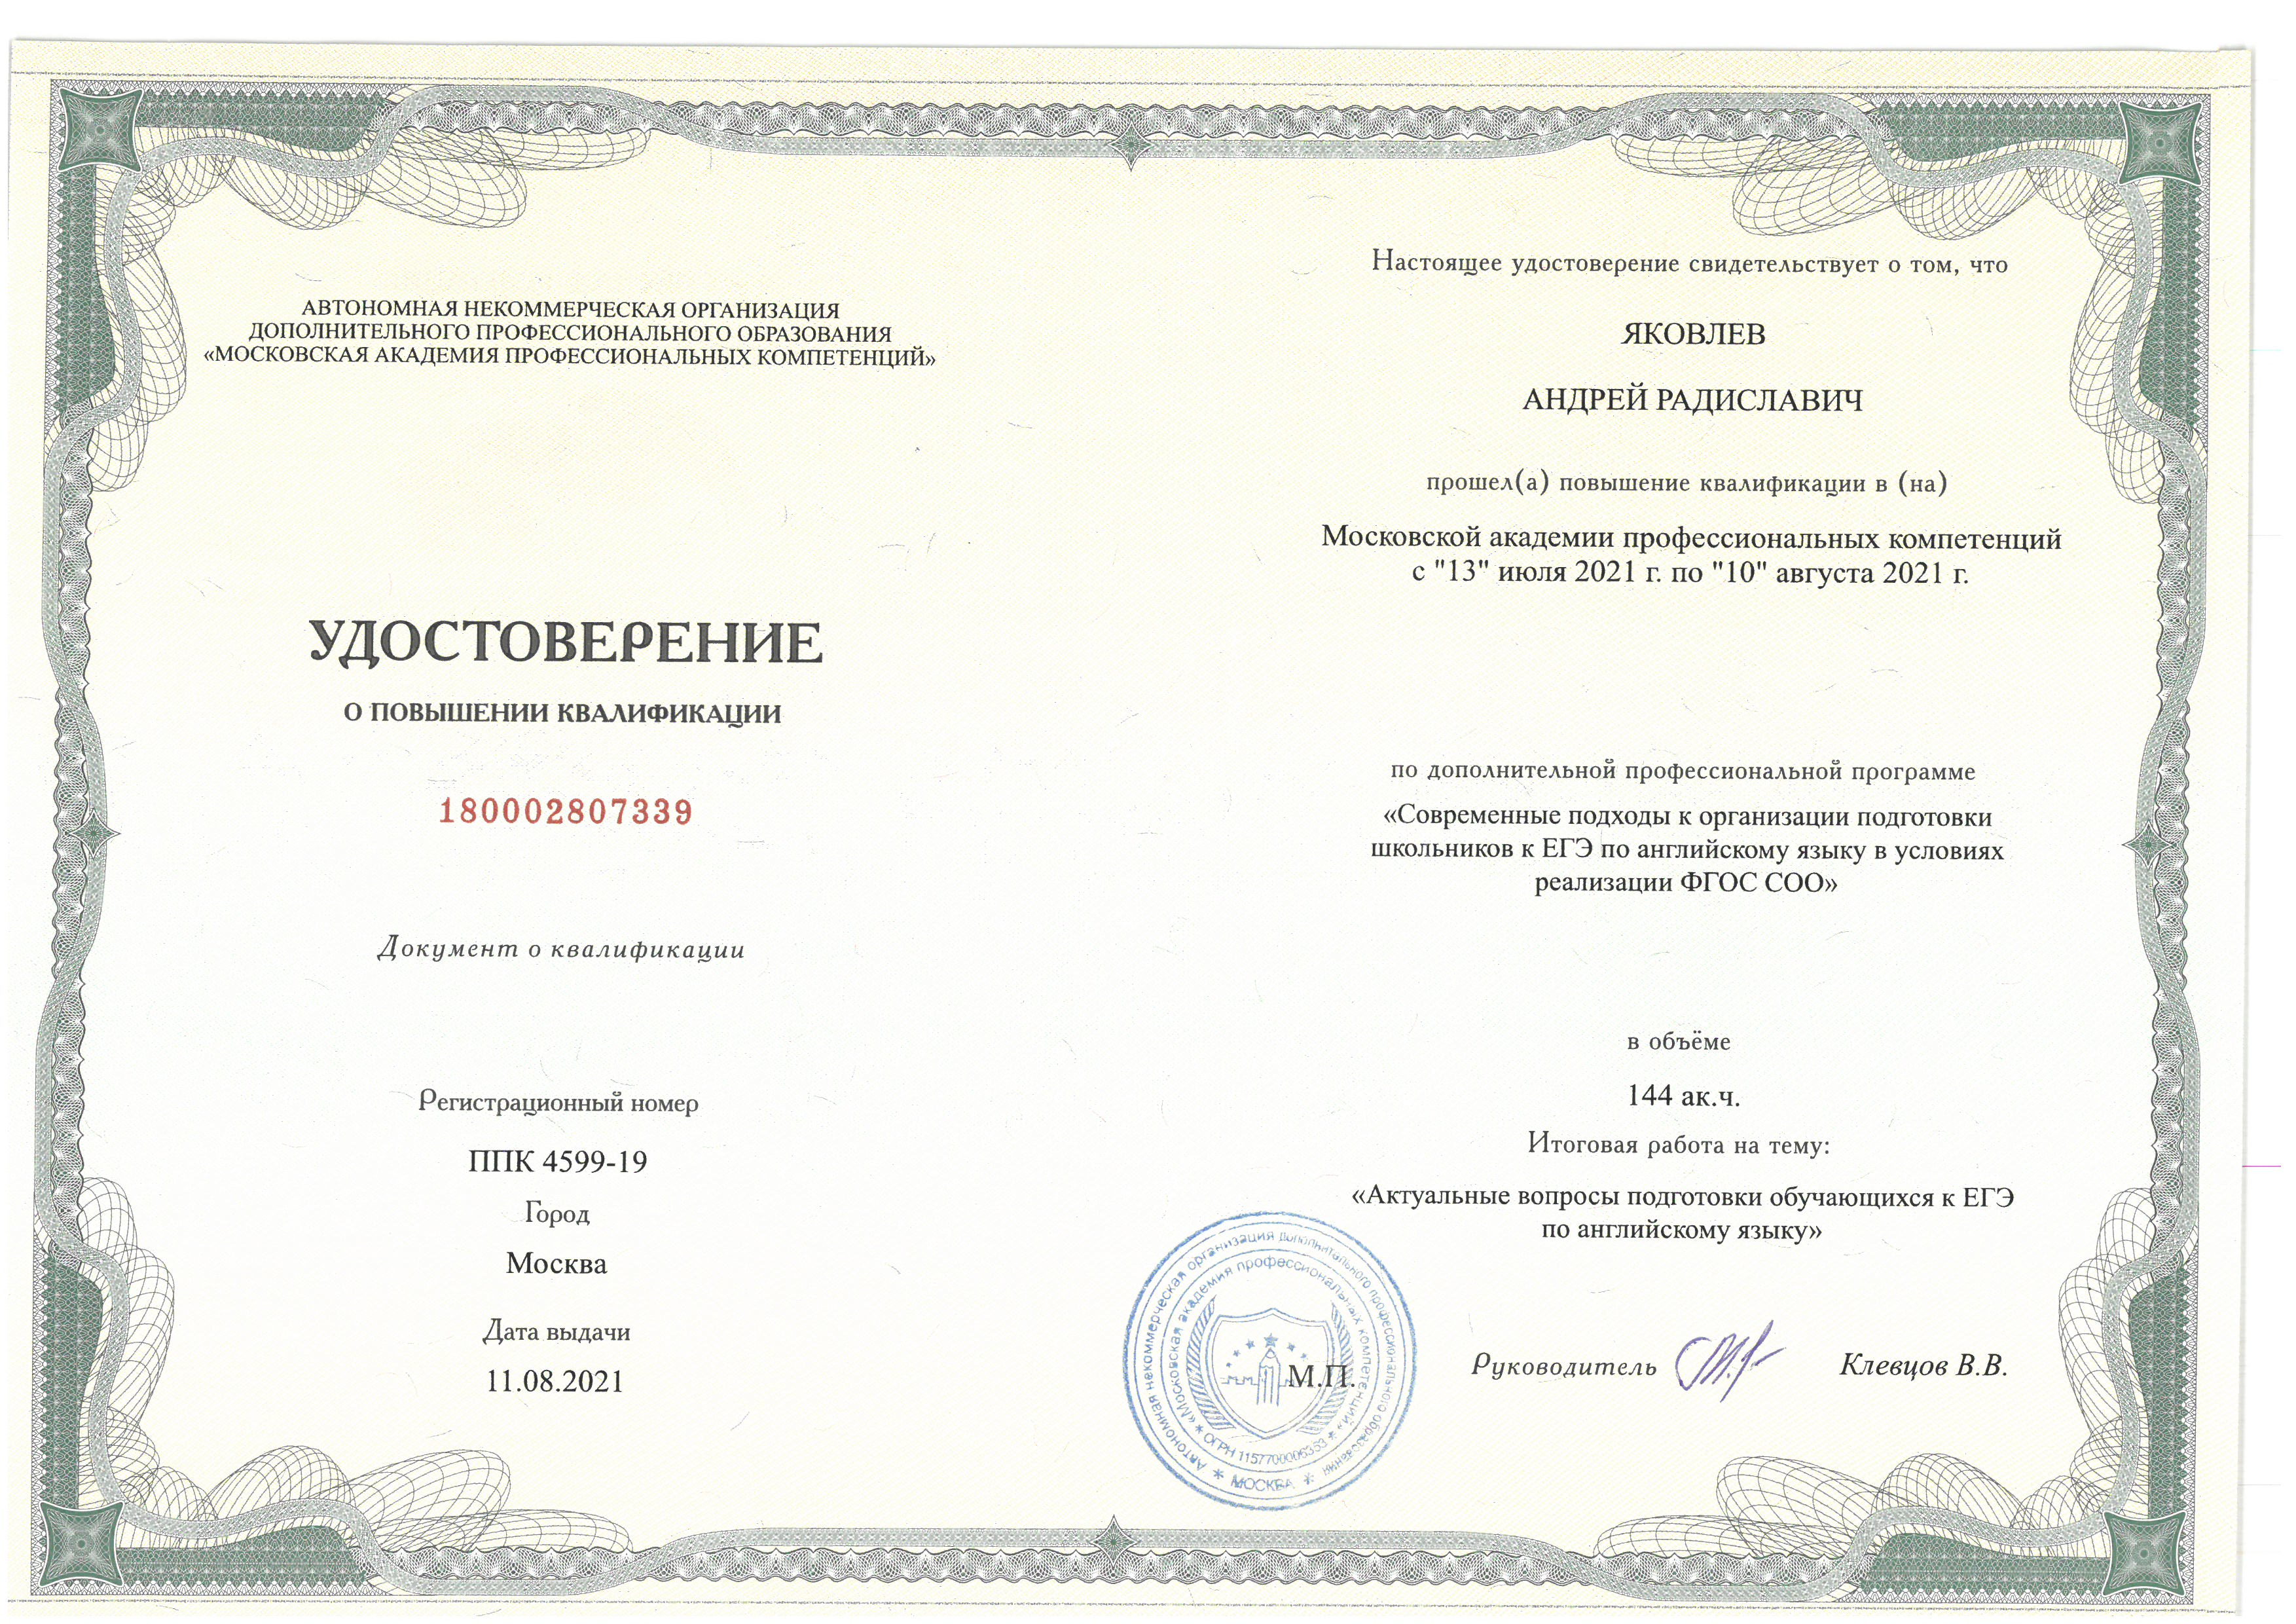 АВТОНОМНАЯ НЕКОММЕРЧЕСКАЯ ОРГАНИЗАЦИЯ
ДОПОЛНИТЕЛЬНОГО ПРОФЕССИОНАЛЬНОГО ОБРАЗОВАНИЯ
«МОСКОВСКАЯ АКАДЕМИЯ ПРОФЕССИОНАЛЬНЫХ КОМПЕТЕНЦИЙ»
УДОСТОВЕРЕНИЕ
О ПОВЫШЕНИИ КВАЛИФИКАЦИИ
180002807339
Документ о квалификации
Регистрационный номер
ППК 4599-19
Город
Москва
Дата выдачи
11.08.2021
Настоящее удостоверение свидетельствует о том, что
ЯКОВЛЕВ
АНДРЕЙ РАДИСЛАВИЧ
прошел(а) повышение квалификации в (на)
Московской академии профессиональных компетенций
с "13" июля 2021 г. по "10" августа 2021 г.
по дополнительной профессиональной программе
«Современные подходы к организации подготовки
школьников к ЕГЭ по английскому языку в условиях
реализации ФГОС СОО»
в объёме
144 ак.ч.
Итоговая работа на тему:
«Актуальные вопросы подготовки обучающихся к ЕГЭ
по английскому языку»
М.П.
Руководитель
Клевцов В.В.
Автономная некоммерческая организация дополнительного профессионального образования
* МОСКВА *
«Московская академия профессиональных компетенций»
* ОГРН 1157700006353 *